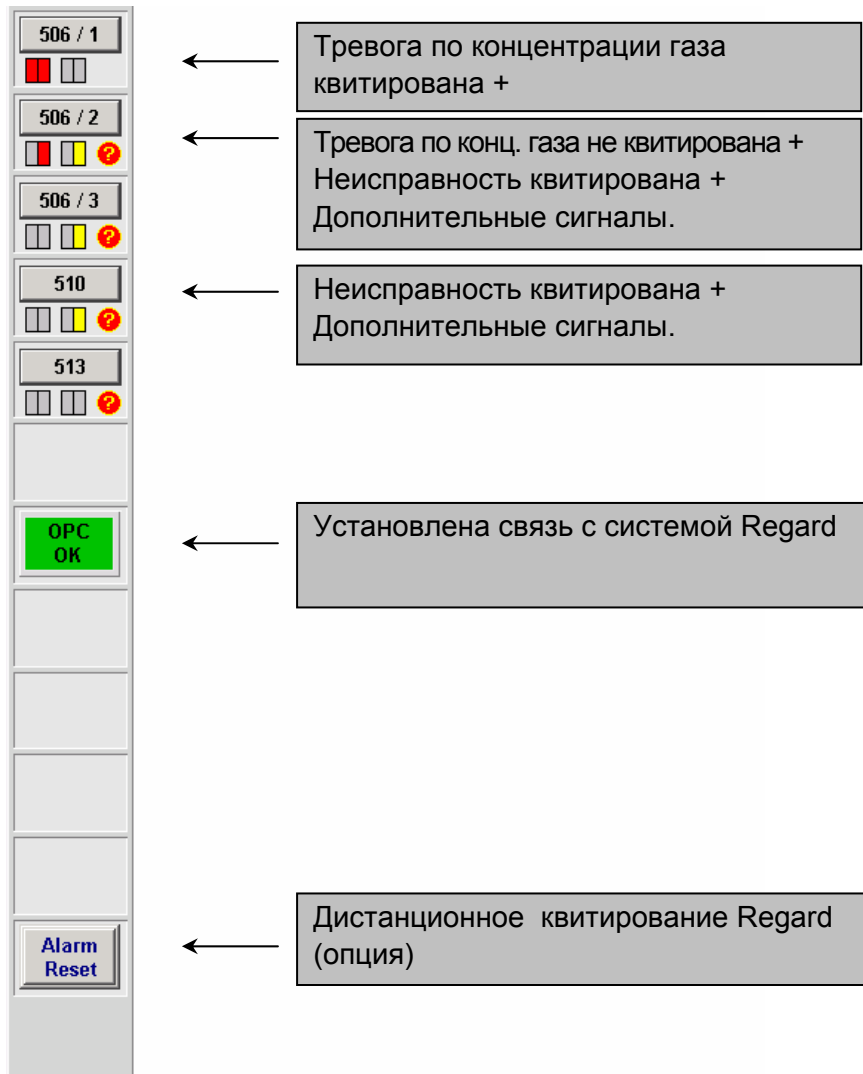 506 / 1
Тревога по концентрации газа
квитирована +
506 / 2
?
Тревога по конц. газа не квитирована +
Неисправность квитирована +
Дополнительные сигналы.
506 / 3
?
510
?
Неисправность квитирована +
Дополнительные сигналы.
513
?
OPC
OK
Установлена связь с системой Regard
Alarm
Reset
Дистанционное квитирование Regard
(опция)